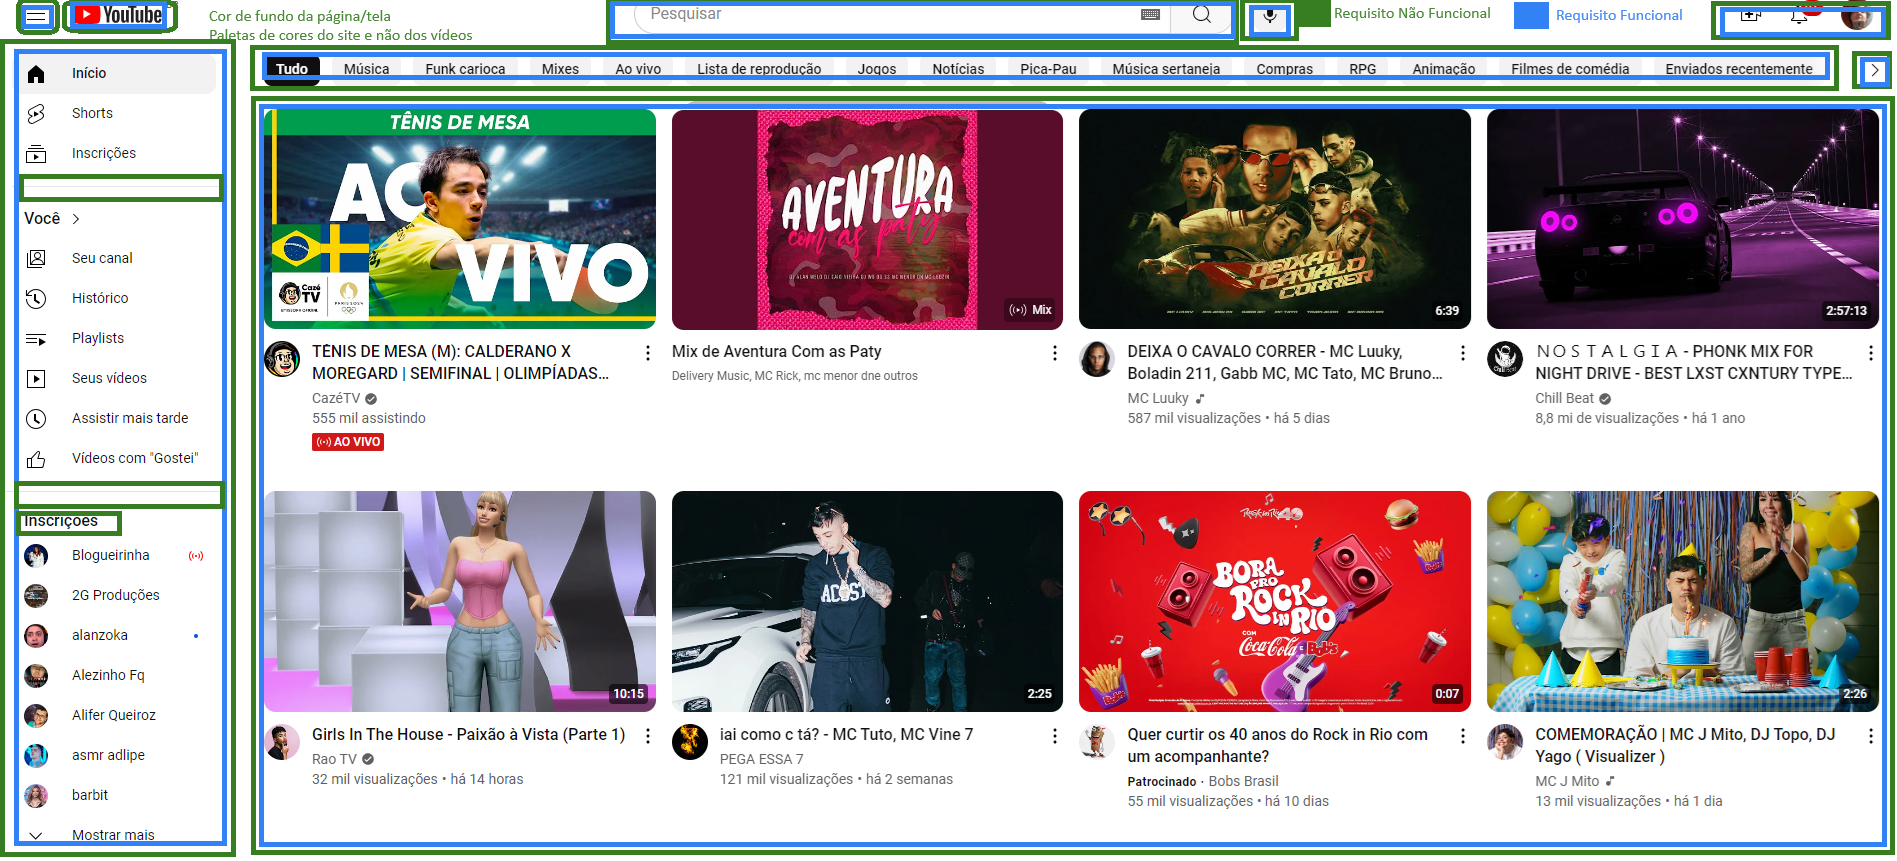 YouTube
Cor de fundo da página/tela
Paletas de cores do site e não dos vídeos
Pesquisar
Requisito Não Funcional
Requisito Funcional
Início
Shorts
Inscrições
Você
Seu canal
Histórico
Playlists
Seus vídeos
Assistir mais tarde
Vídeos com "Gostei"
Inscrições
Blogueirinha
2G Produções
alanzoka
Alezinho Fq
Alifer Queiroz
asmr adlipe
barbit
Mostrar mais
Tudo Música Funk carioca Mixes Ao vivo Lista de reprodução Jogos Notícias Pica-Pau Música sertaneja Compras RPG Animação Filmes de comédia Enviados recentemente
TÊNIS DE MESA
AO
VIVO
Cazé
TV
AVENTURA
com as paty
Mix
DEIXA O
CAVALO
CORRER
6:39
2:57:13
TÊNIS DE MESA (M): CALDERANO X
MOREGARD | SEMIFINAL | OLIMPÍADAS...
CazéTV
555 mil assistindo
AO VIVO
Mix de Aventura Com as Paty
Delivery Music, MC Rick, mc menor dne outros
DEIXA O CAVALO CORRER - MC Luuky,
Boladin 211, Gabb MC, MC Tato, MC Bruno...
MC Luuky
587 mil visualizações • há 5 dias
N O S T A L G I A - PHONK MIX FOR
NIGHT DRIVE - BEST LXST CXNTURY TYPE...
Chill Beat
8,8 mi de visualizações • há 1 ano
10:15
2:25
Rock in Rio 40
BORA
PRO
ROCK
IN RIO
COM
Coca-Cola Bob's
0:07
2:26
Girls In The House - Paixão à Vista (Parte 1)
Rao TV
32 mil visualizações • há 14 horas
iai como c tá? - MC Tuto, MC Vine 7
PEGA ESSA 7
121 mil visualizações • há 2 semanas
Quer curtir os 40 anos do Rock in Rio com
um acompanhante?
Patrocinado · Bobs Brasil
55 mil visualizações • há 10 dias
COMEMORAÇÃO | MC J Mito, DJ Topo, DJ
Yago ( Visualizer )
MC J Mito
13 mil visualizações • há 1 dia